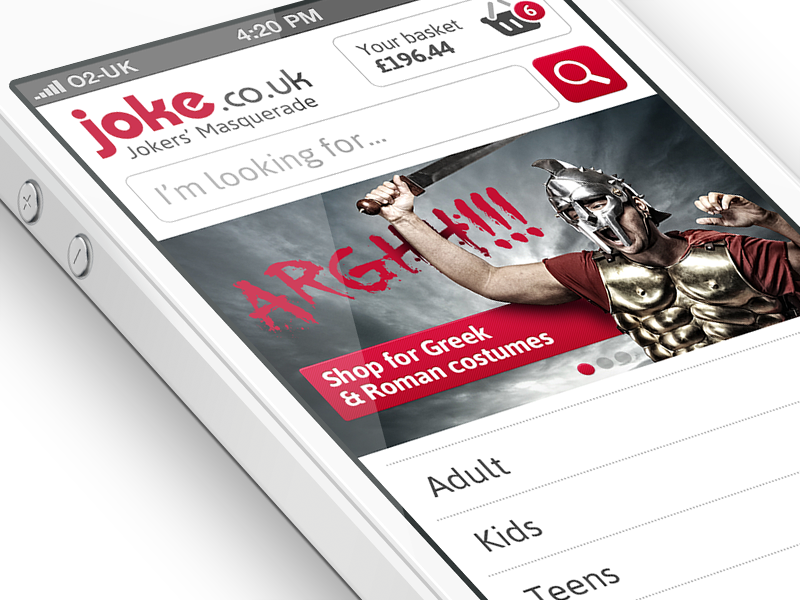 O2-UK 4:20 PM
joke.co.uk
Jokers' Masquerade
Your basket
£196.44
6
I'm looking for...
ARGHH!!!
Shop for Greek
& Roman costumes
Adult
Kids
Teens